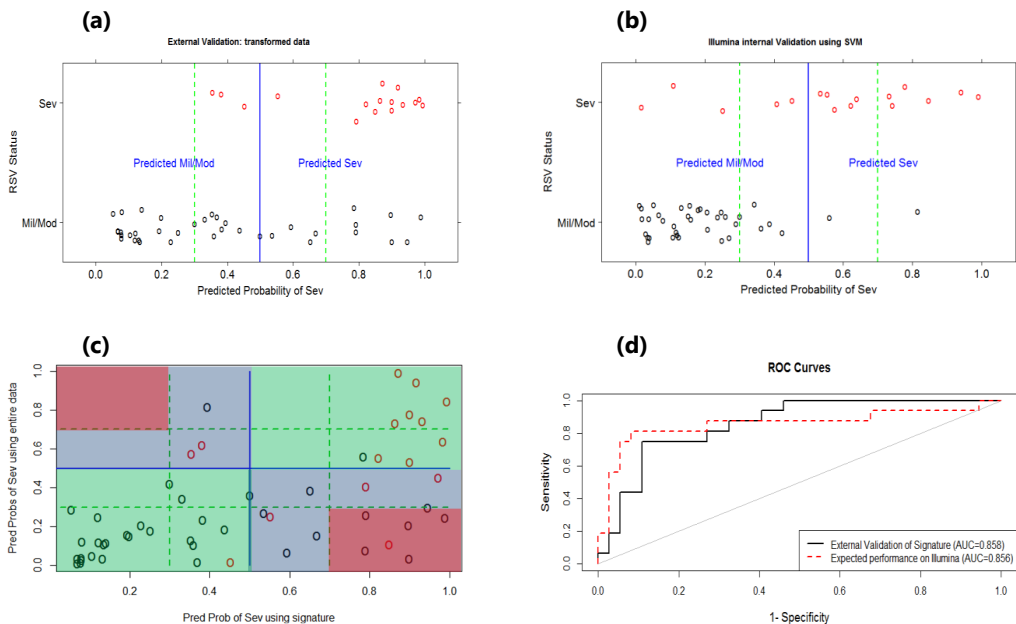 (a)
External Validation: transformed data
RSV Status
Sev
Mil/Mod
Predicted Mil/Mod
Predicted Sev
0.0 0.2 0.4 0.6 0.8 1.0
Predicted Probability of Sev
(b)
Illumina internal Validation using SVM
RSV Status
Sev
Mil/Mod
Predicted Mil/Mod
Predicted Sev
0.0 0.2 0.4 0.6 0.8 1.0
Predicted Probability of Sev
(c)
Pred Probs of Sev using entire data
1.0
0.8
0.6
0.4
0.2
0.0
0.2 0.4 0.6 0.8 1.0
Pred Prob of Sev using signature
(d)
ROC Curves
Sensitivity
1.0
0.8
0.6
0.4
0.2
0.0
External Validation of Signature (AUC=0.858)
Expected performance on Illumina (AUC=0.856)
0.0 0.2 0.4 0.6 0.8 1.0
1- Specificity